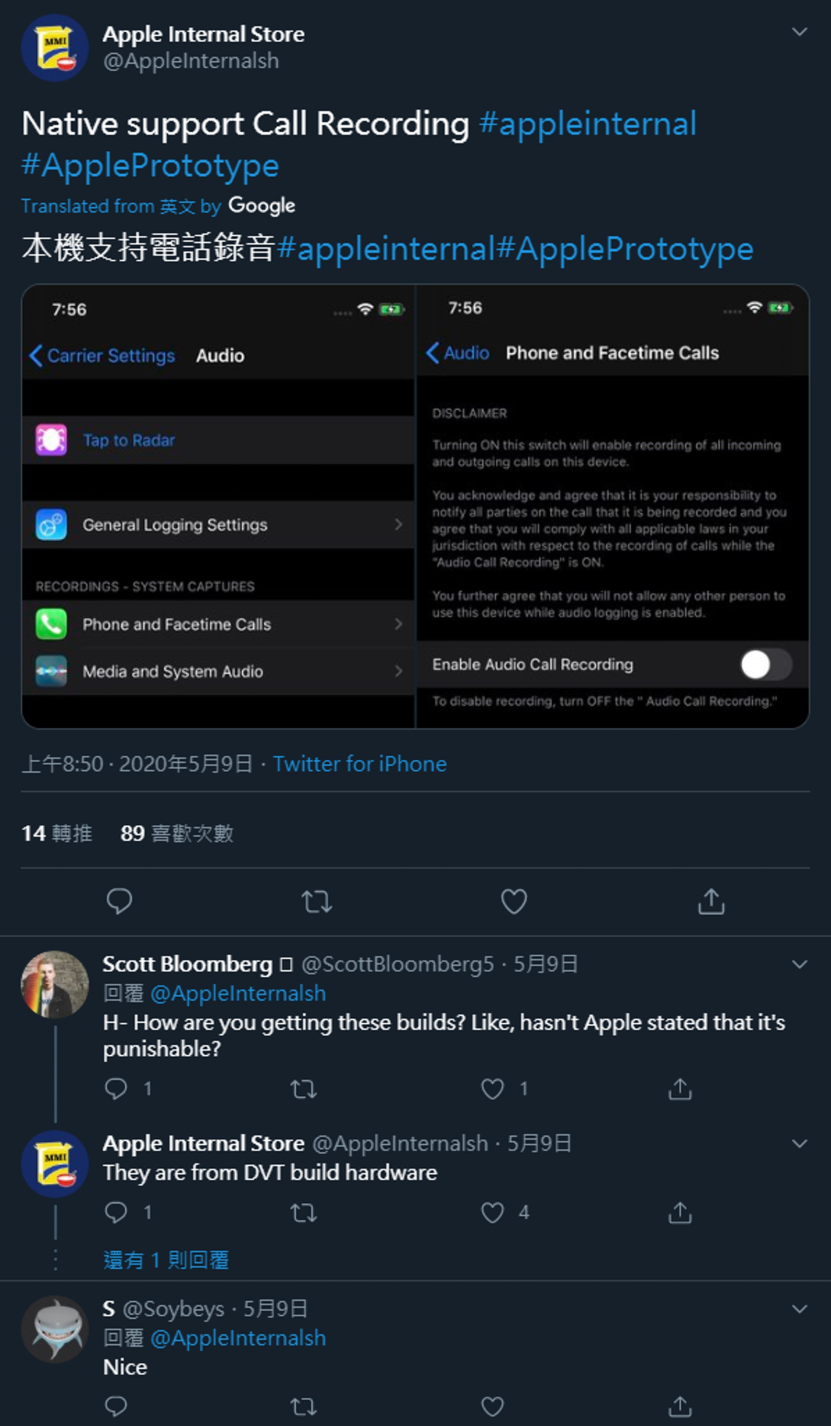 Apple Internal Store
@AppleInternalsh
Native support Call Recording #appleinternal
#ApplePrototype
Translated from 英文 by Google
本機支持電話錄音#appleinternal#ApplePrototype
7:56
Carrier Settings Audio
Tap to Radar
General Logging Settings
RECORDINGS - SYSTEM CAPTURES
Phone and Facetime Calls
Media and System Audio
7:56
Audio Phone and Facetime Calls
DISCLAIMER
Turning ON this switch will enable recording of all incoming
and outgoing calls on this device.
You acknowledge and agree that it is your responsibility to
notify all parties on the call that it is being recorded and you
agree that you will comply with all applicable laws in your
jurisdiction with respect to the recording of calls while the
"Audio Call Recording" is ON.
You further agree that you will not allow any other person to
use this device while audio logging is enabled.
Enable Audio Call Recording
To disable recording, turn OFF the " Audio Call Recording."
上午8:50 · 2020年5月9日 · Twitter for iPhone
14 轉推 89 喜歡次數
Scott Bloomberg @ScottBloomberg5 · 5月9日
回覆 @AppleInternalsh
H- How are you getting these builds? Like, hasn't Apple stated that it's
punishable?
1 1
Apple Internal Store @AppleInternalsh · 5月9日
They are from DVT build hardware
1 4
還有 1 則回覆
S @Soybeys · 5月9日
回覆 @AppleInternalsh
Nice
MMI
MMI